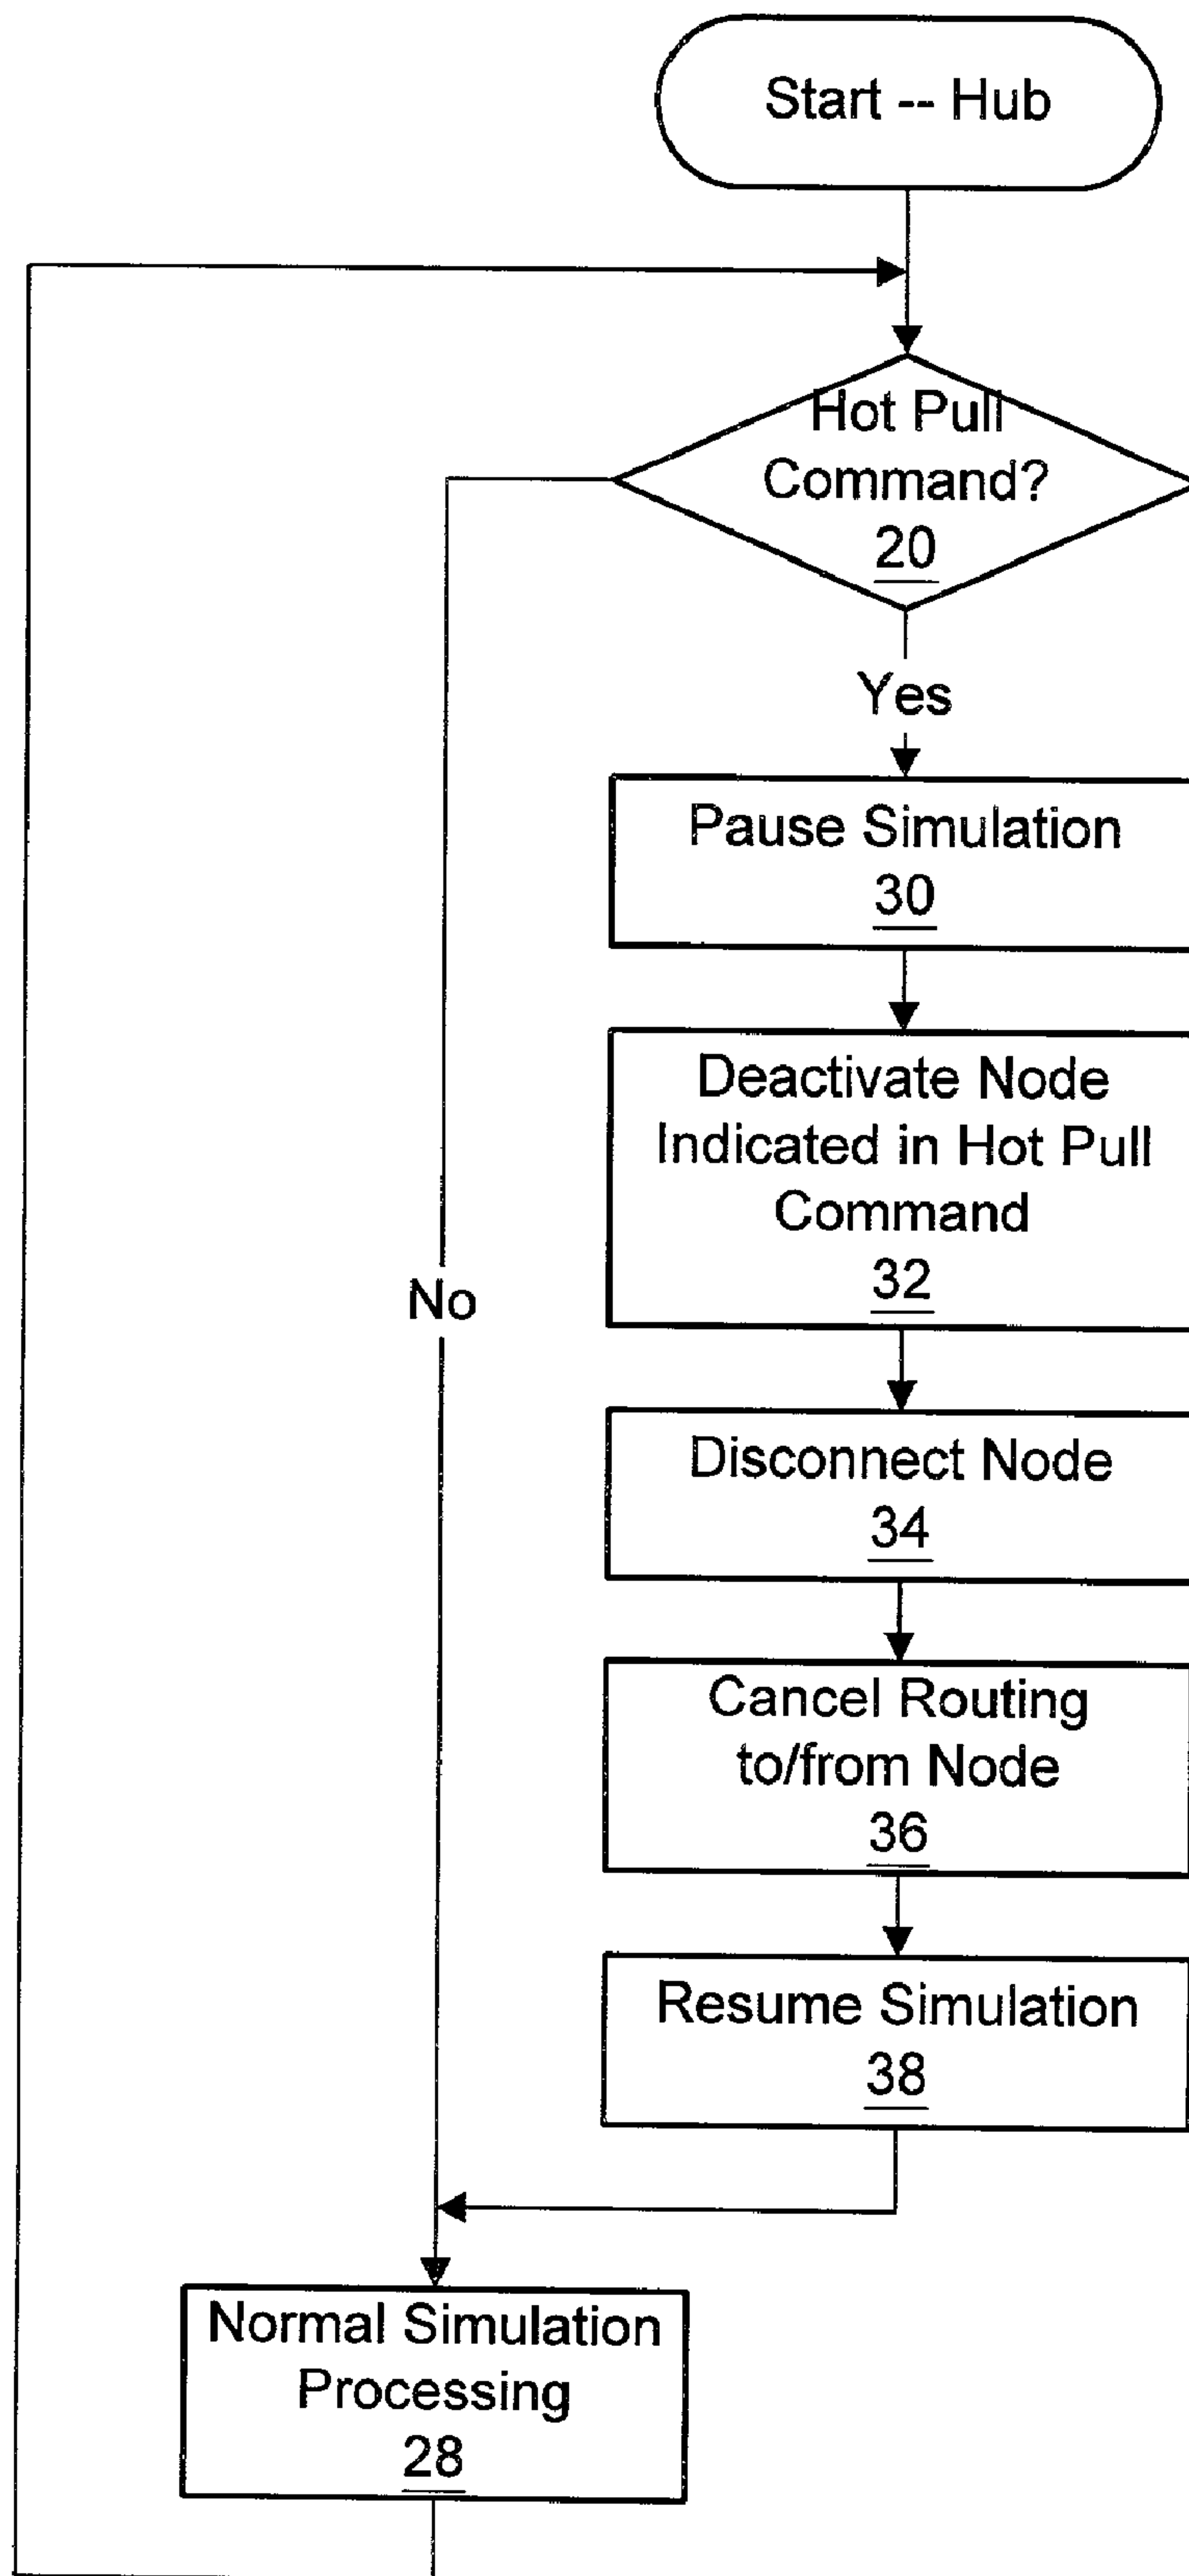 Start -- Hub
Hot Pull
Command?
20
Yes
Pause Simulation
30
Deactivate Node
Indicated in Hot Pull
Command
32
No
Disconnect Node
34
Cancel Routing
to/from Node
36
Resume Simulation
38
Normal Simulation
Processing
28